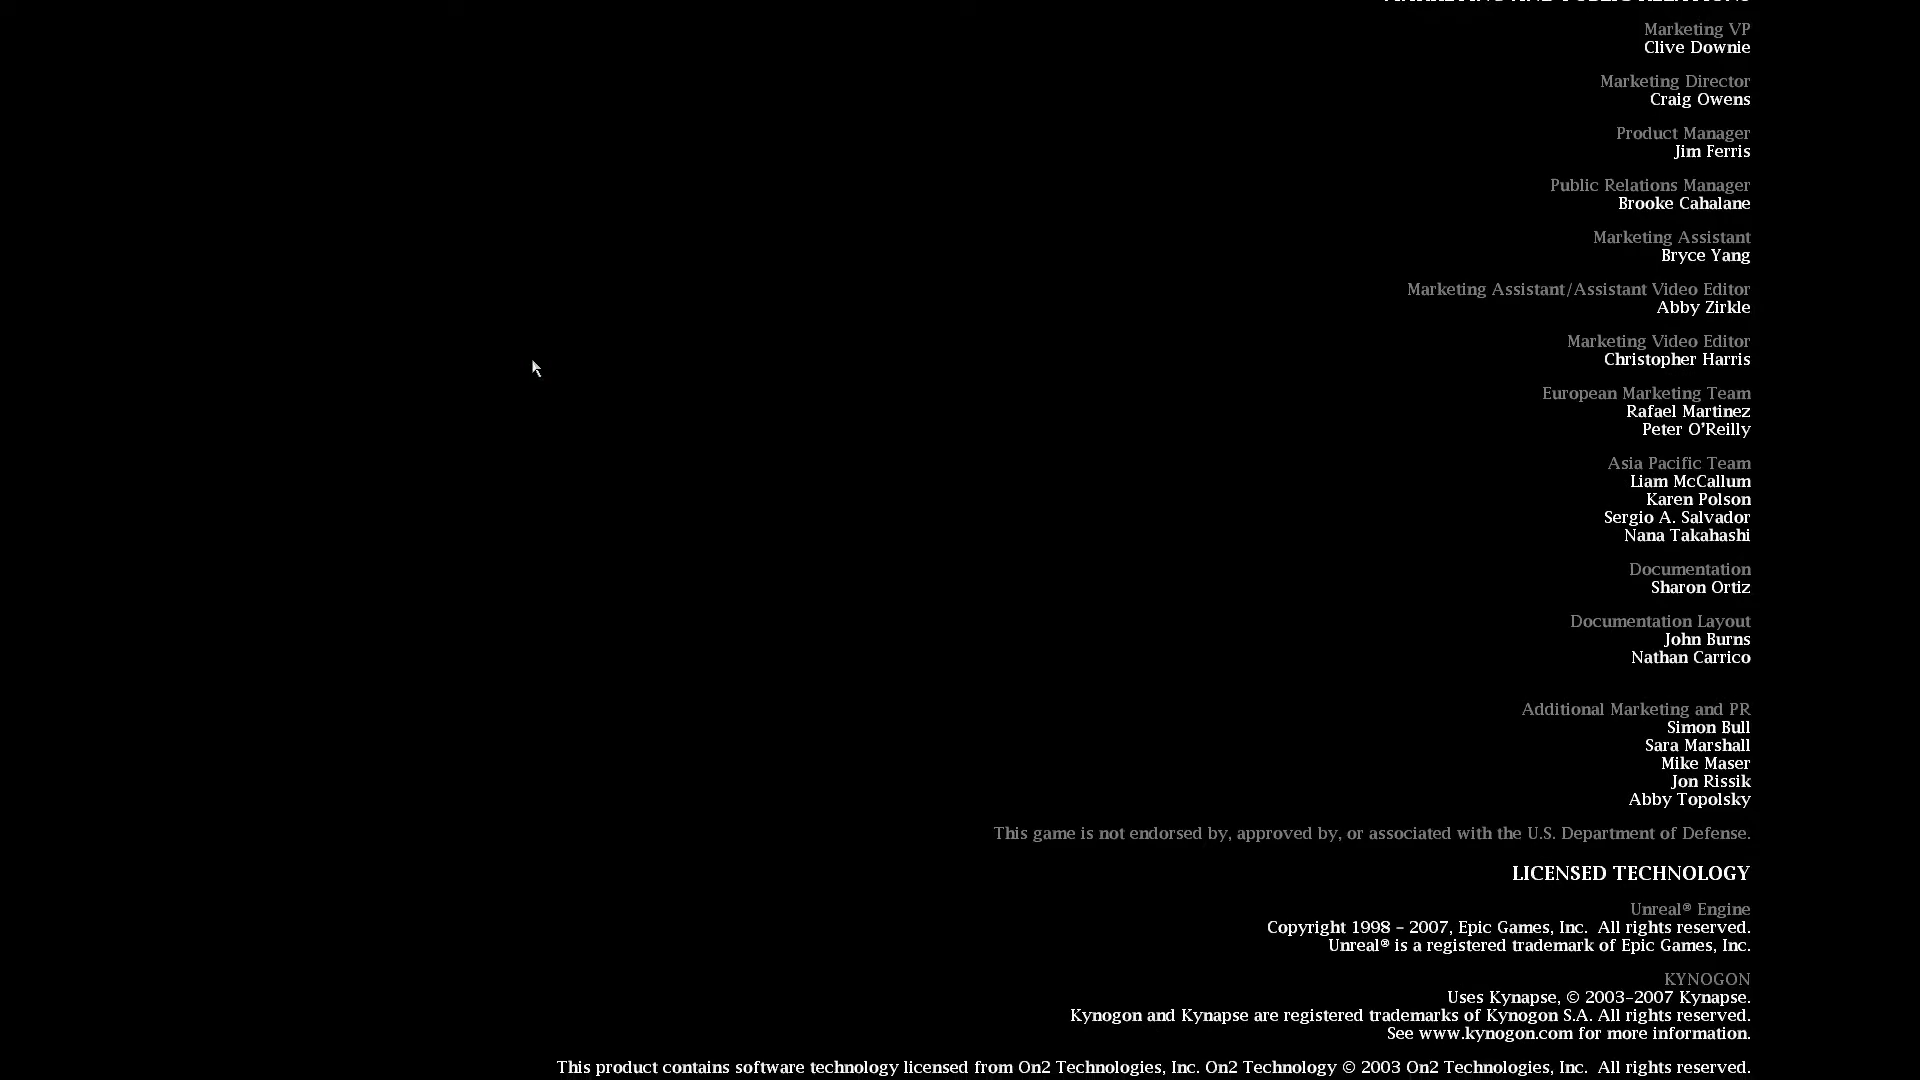 MARKETING AND PUBLIC RELATIONS
Marketing VP
Clive Downie
Marketing Director
Craig Owens
Product Manager
Jim Ferris
Public Relations Manager
Brooke Cahalane
Marketing Assistant
Bryce Yang
Marketing Assistant/Assistant Video Editor
Abby Zirkle
Marketing Video Editor
Christopher Harris
European Marketing Team
Rafael Martinez
Peter O'Reilly
Asia Pacific Team
Liam McCallum
Karen Polson
Sergio A. Salvador
Nana Takahashi
Documentation
Sharon Ortiz
Documentation Layout
John Burns
Nathan Carrico
Additional Marketing and PR
Simon Bull
Sara Marshall
Mike Maser
Jon Rissik
Abby Topolsky
This game is not endorsed by, approved by, or associated with the U.S. Department of Defense.
LICENSED TECHNOLOGY
Unreal® Engine
Copyright 1998 – 2007, Epic Games, Inc.  All rights reserved.
Unreal® is a registered trademark of Epic Games, Inc.
KYNOGON
Uses Kynapse, © 2003–2007 Kynapse.
Kynogon and Kynapse are registered trademarks of Kynogon S.A. All rights reserved.
See www.kynogon.com for more information.
This product contains software technology licensed from On2 Technologies, Inc. On2 Technology © 2003 On2 Technologies, Inc.  All rights reserved.